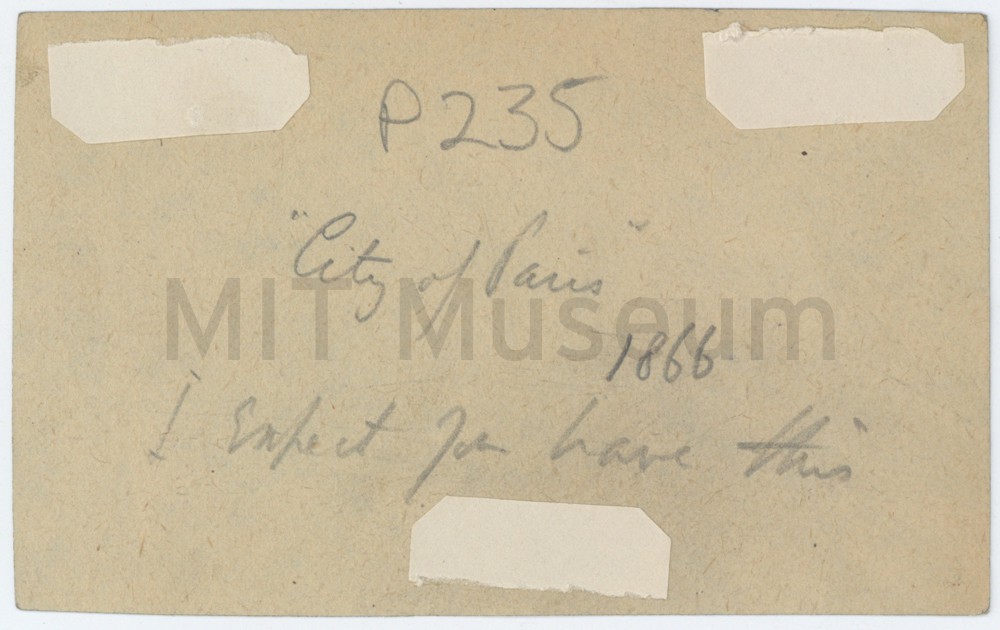 P235
"City of Paris"
MIT Museum
1866
I Expect you have this